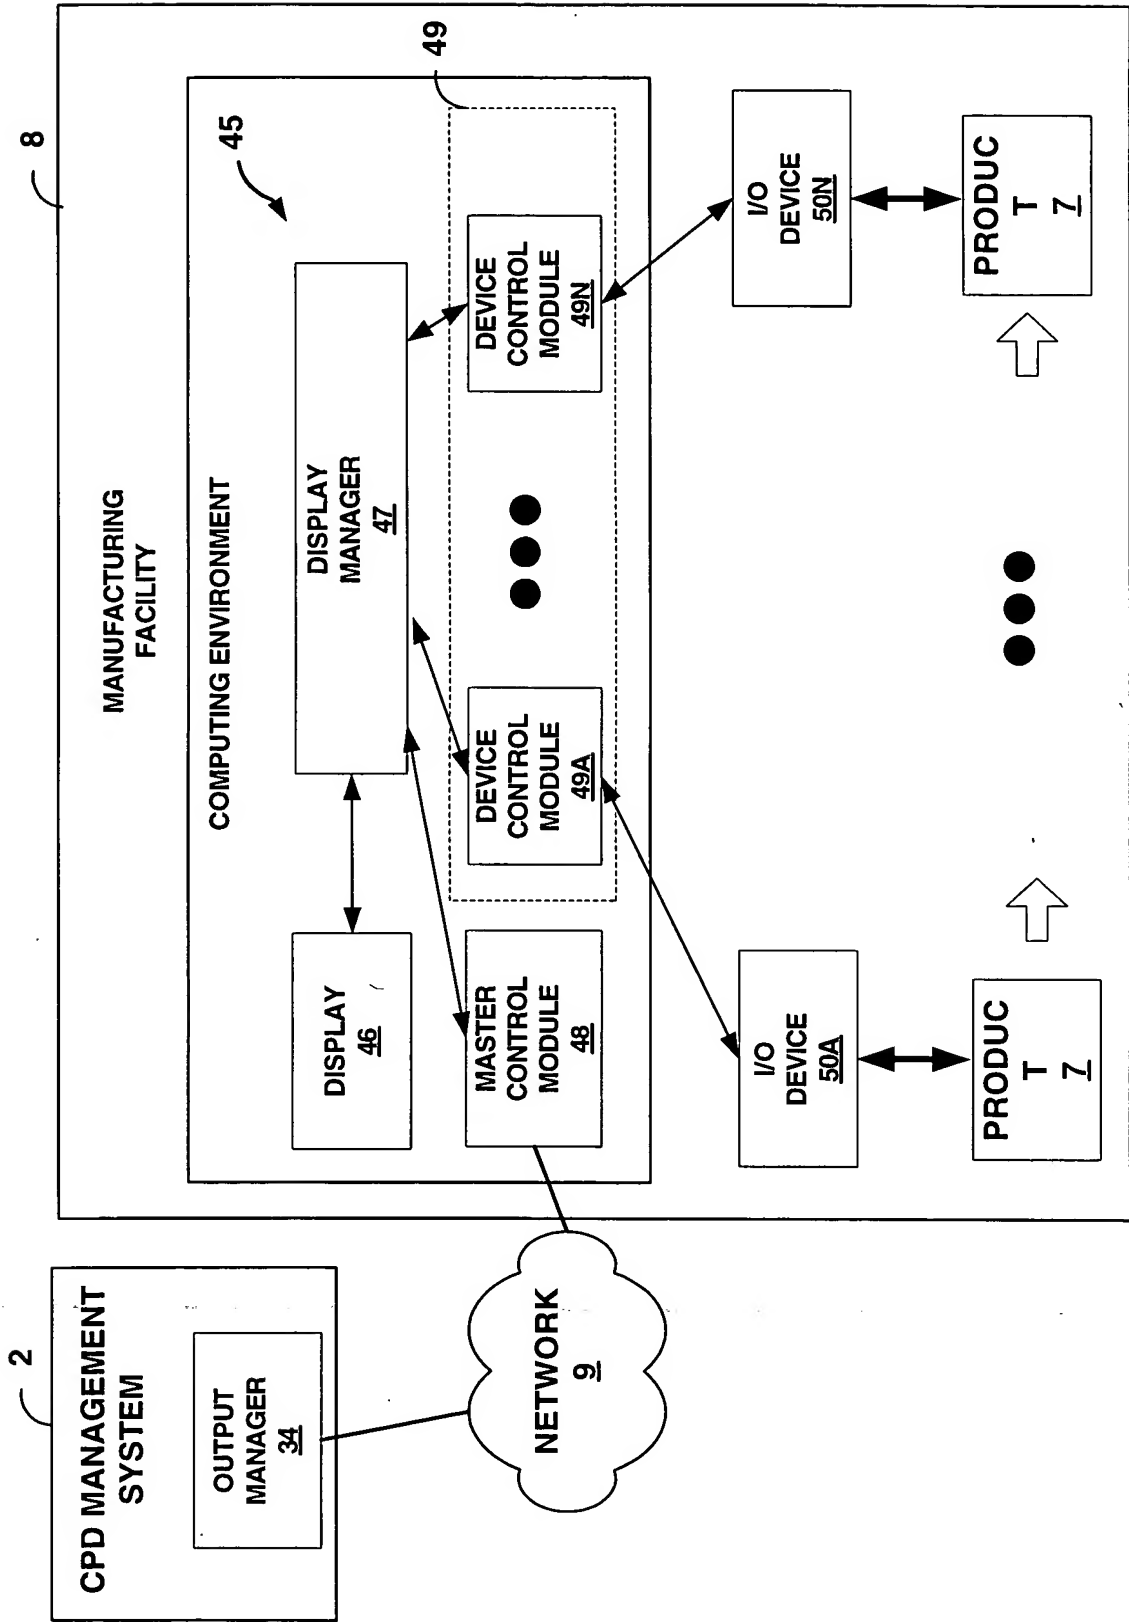 2
CPD MANAGEMENT
SYSTEM
OUTPUT
MANAGER
34
NETWORK
9
8
MANUFACTURING
FACILITY
COMPUTING ENVIRONMENT
45
DISPLAY
46
DISPLAY
MANAGER
47
MASTER
CONTROL
MODULE
48
49
DEVICE
CONTROL
MODULE
49A
DEVICE
CONTROL
MODULE
49N
I/O
DEVICE
50A
I/O
DEVICE
50N
PRODUC
T
7
PRODUC
T
7